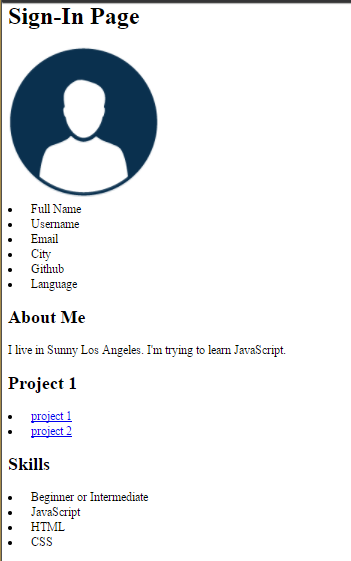 Sign-In Page
Full Name
Username
Email
City
Github
Language
About Me
I live in Sunny Los Angeles. I'm trying to learn JavaScript.
Project 1
project 1
project 2
Skills
Beginner or Intermediate
JavaScript
HTML
CSS